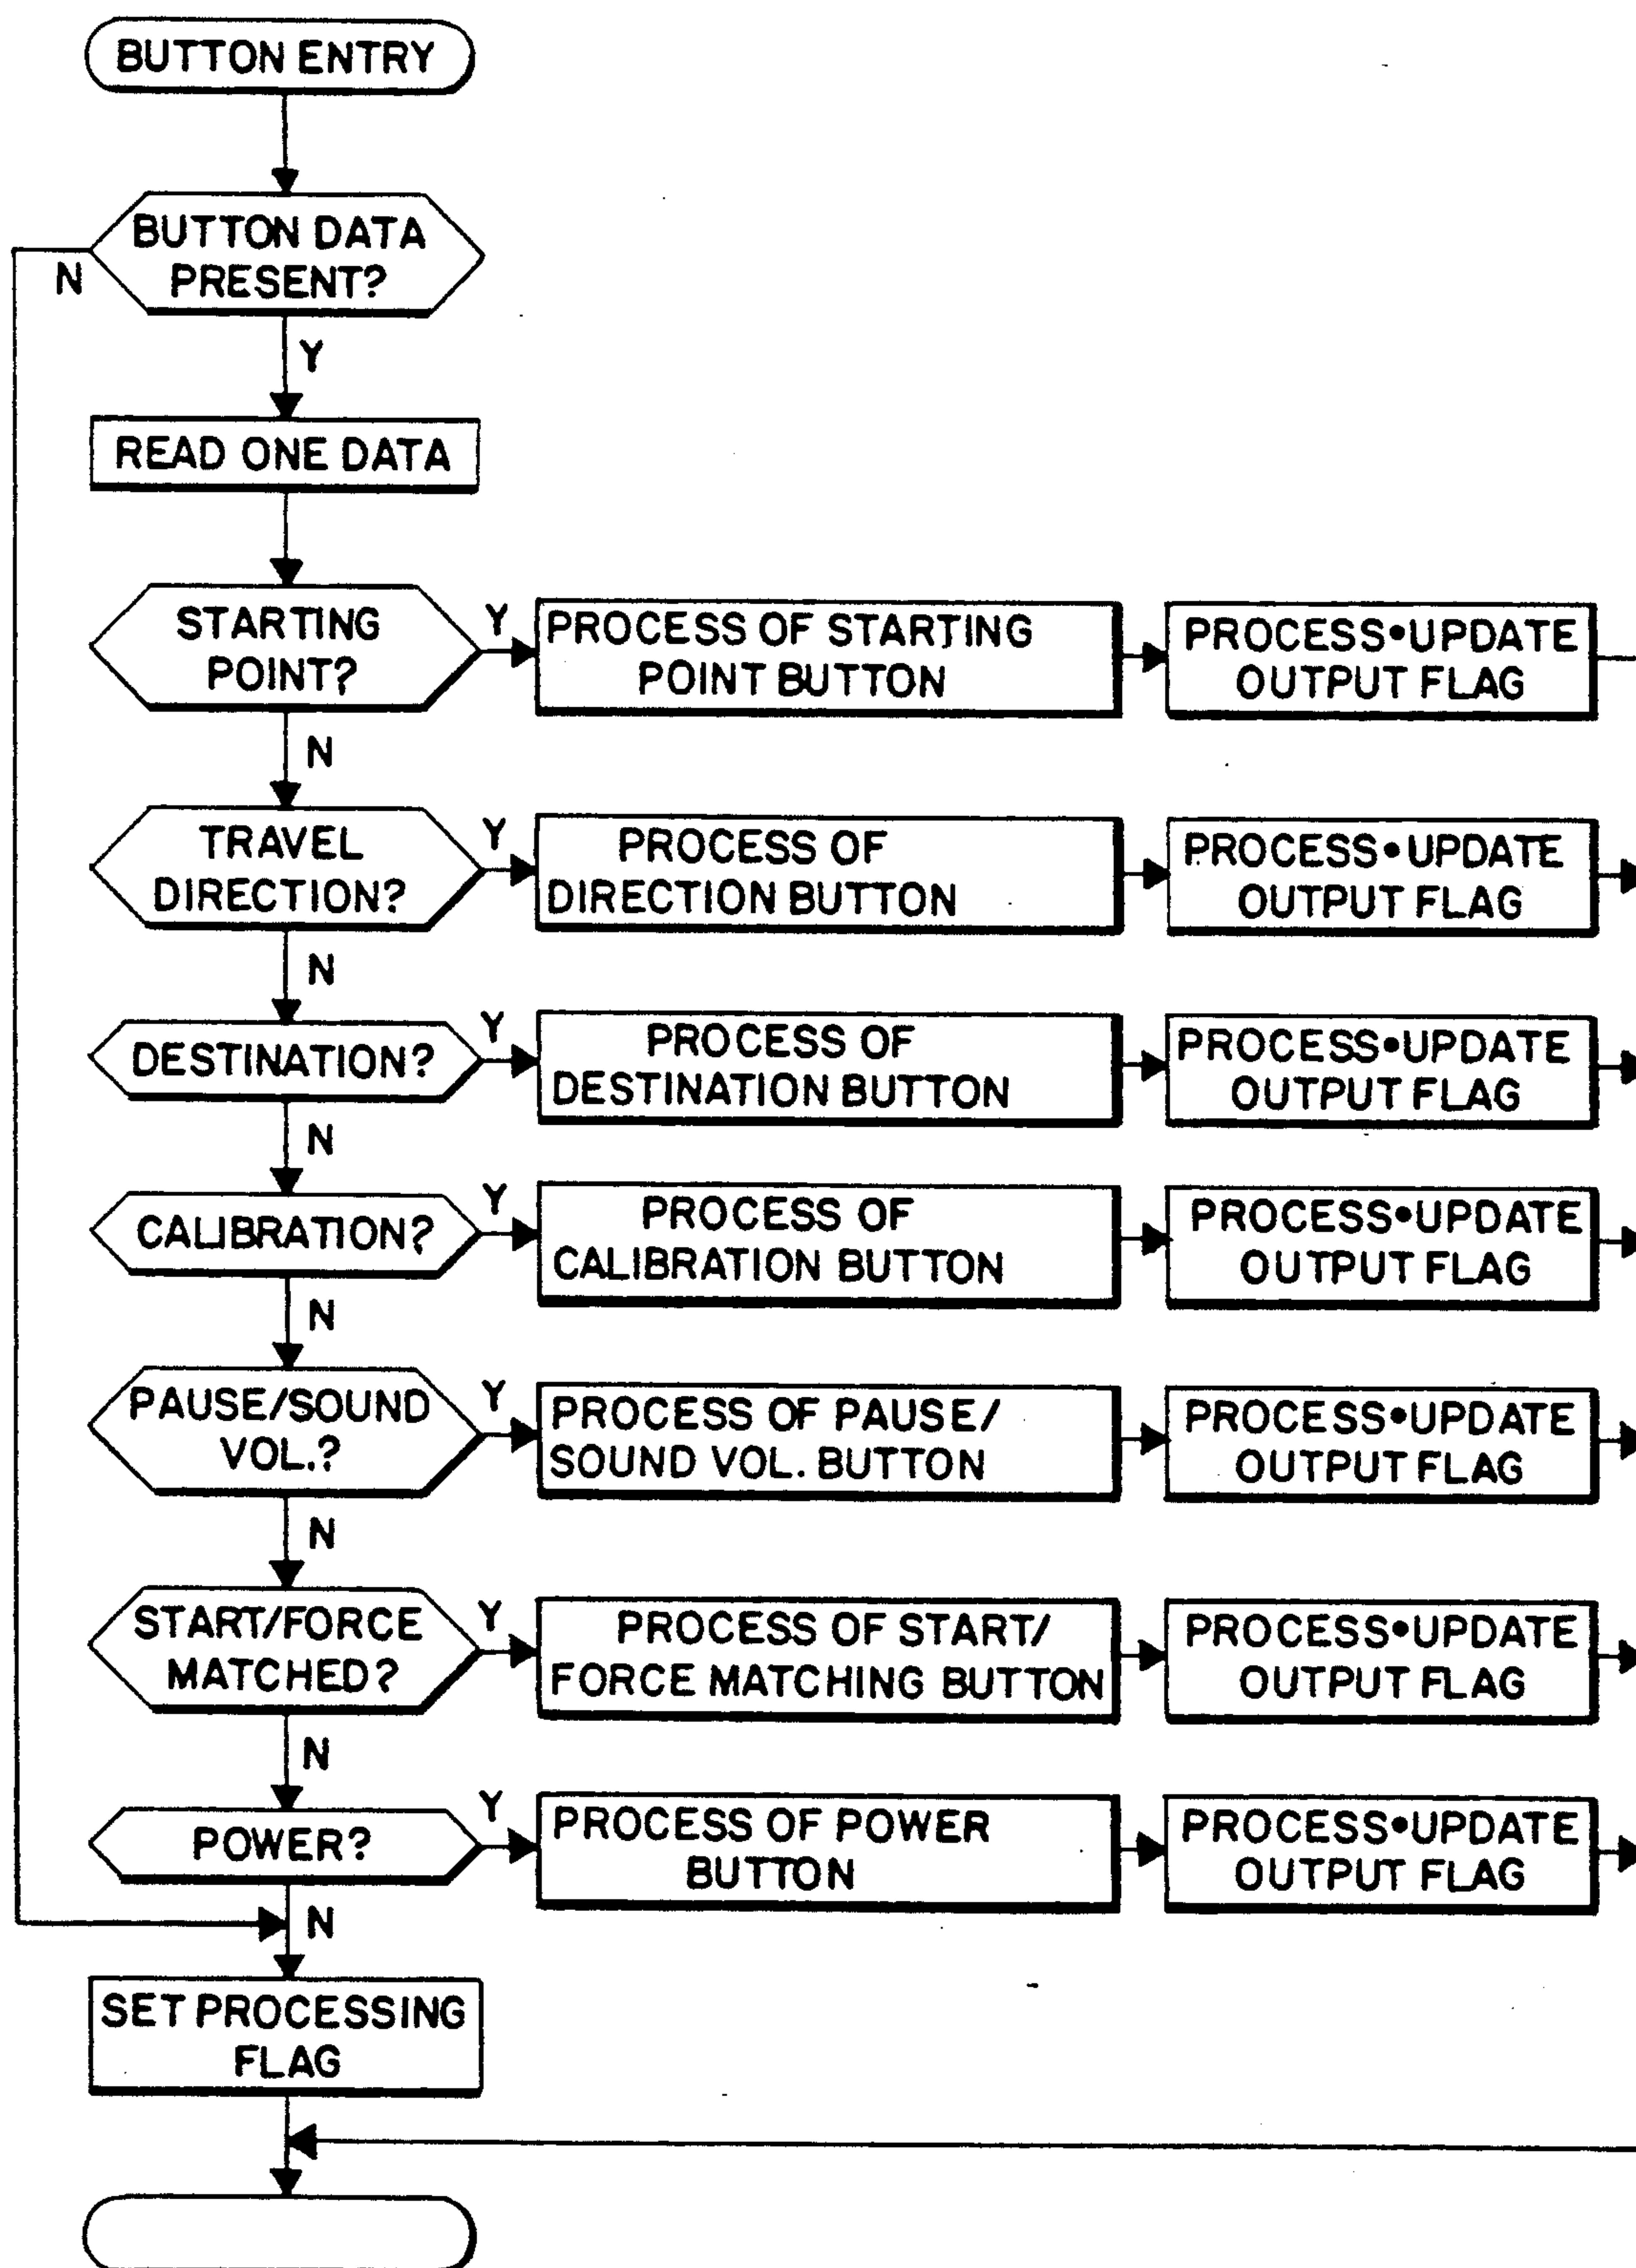 BUTTON ENTRY
BUTTON DATA
PRESENT?
N
Y
READ ONE DATA
STARTING
POINT?
Y
PROCESS OF STARTING
POINT BUTTON
PROCESS•UPDATE
OUTPUT FLAG
N
TRAVEL
DIRECTION?
Y
PROCESS OF
DIRECTION BUTTON
PROCESS•UPDATE
OUTPUT FLAG
N
DESTINATION?
Y
PROCESS OF
DESTINATION BUTTON
PROCESS•UPDATE
OUTPUT FLAG
N
CALIBRATION?
Y
PROCESS OF
CALIBRATION BUTTON
PROCESS•UPDATE
OUTPUT FLAG
N
PAUSE/SOUND
VOL.?
Y
PROCESS OF PAUSE/
SOUND VOL. BUTTON
PROCESS•UPDATE
OUTPUT FLAG
N
START/FORCE
MATCHED?
Y
PROCESS OF START/
FORCE MATCHING BUTTON
PROCESS•UPDATE
OUTPUT FLAG
N
POWER?
Y
PROCESS OF POWER
BUTTON
PROCESS•UPDATE
OUTPUT FLAG
N
SET PROCESSING
FLAG